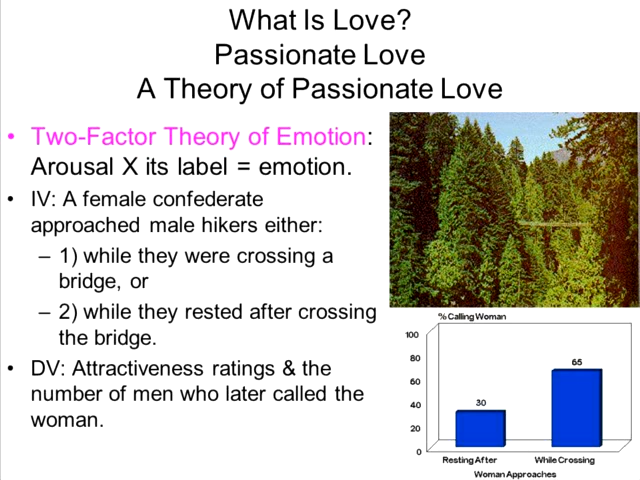 What Is Love?
Passionate Love
A Theory of Passionate Love
• Two-Factor Theory of Emotion:
Arousal X its label = emotion.
• IV: A female confederate
approached male hikers either:
– 1) while they were crossing a
bridge, or
– 2) while they rested after crossing
the bridge.
• DV: Attractiveness ratings & the
number of men who later called the
woman.
% Calling Woman
100
80
60
40
20
0
30
65
Resting After
While Crossing
Woman Approaches